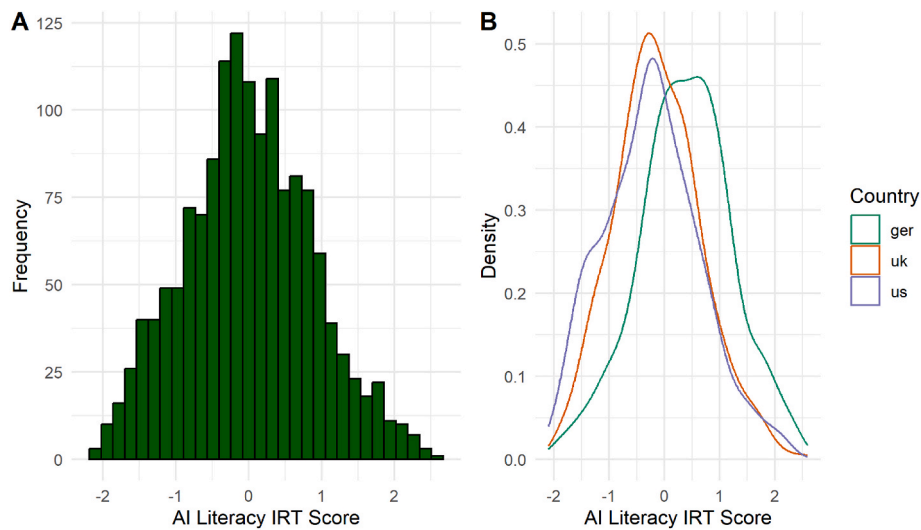 A
Frequency
125
100
75
50
25
0
-2 -1 0 1 2
AI Literacy IRT Score
B
Density
0.5
0.4
0.3
0.2
0.1
0.0
-2 -1 0 1 2
AI Literacy IRT Score
Country
ger
uk
us